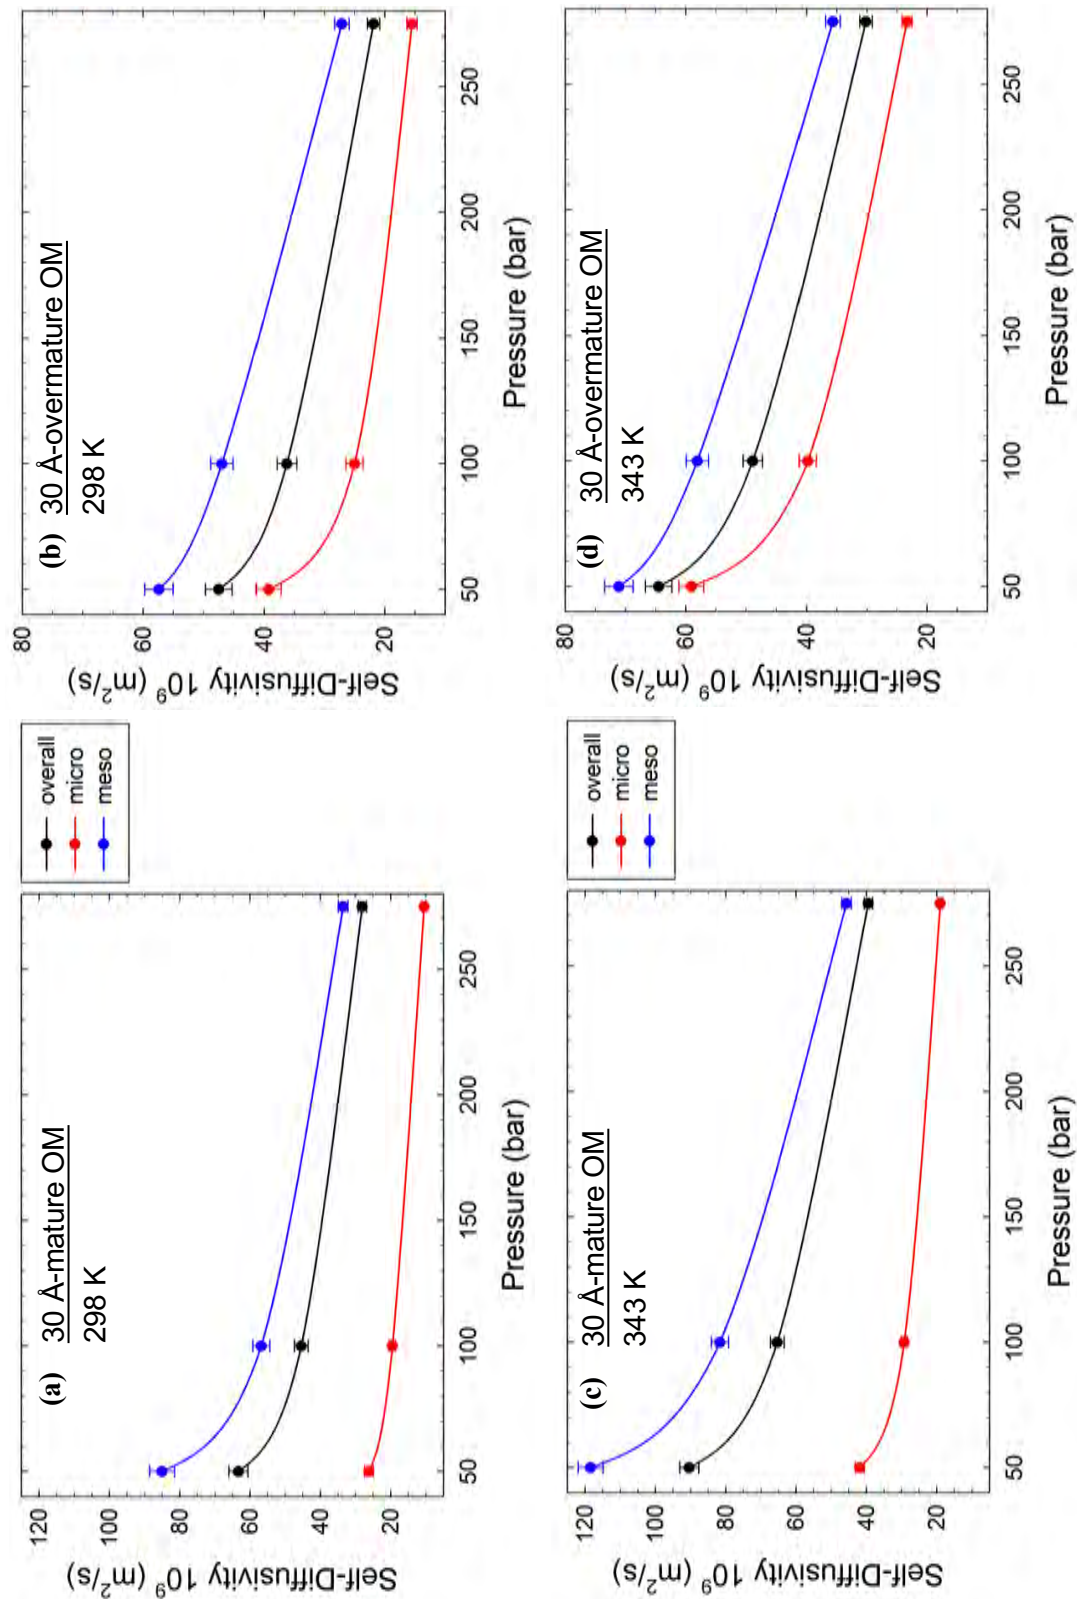 (a) 30 Å-mature OM
298 K
120
100
80
60
40
20
50
100
150
200
250
Self-Diffusivity 10⁹ (m²/s)
Pressure (bar)
overall
micro
meso
(b) 30 Å-overmature OM
298 K
80
60
40
20
50
100
150
200
250
Self-Diffusivity 10⁹ (m²/s)
Pressure (bar)
(c) 30 Å-mature OM
343 K
120
100
80
60
40
20
50
100
150
200
250
Self-Diffusivity 10⁹ (m²/s)
Pressure (bar)
overall
micro
meso
(d) 30 Å-overmature OM
343 K
80
60
40
20
50
100
150
200
250
Self-Diffusivity 10⁹ (m²/s)
Pressure (bar)